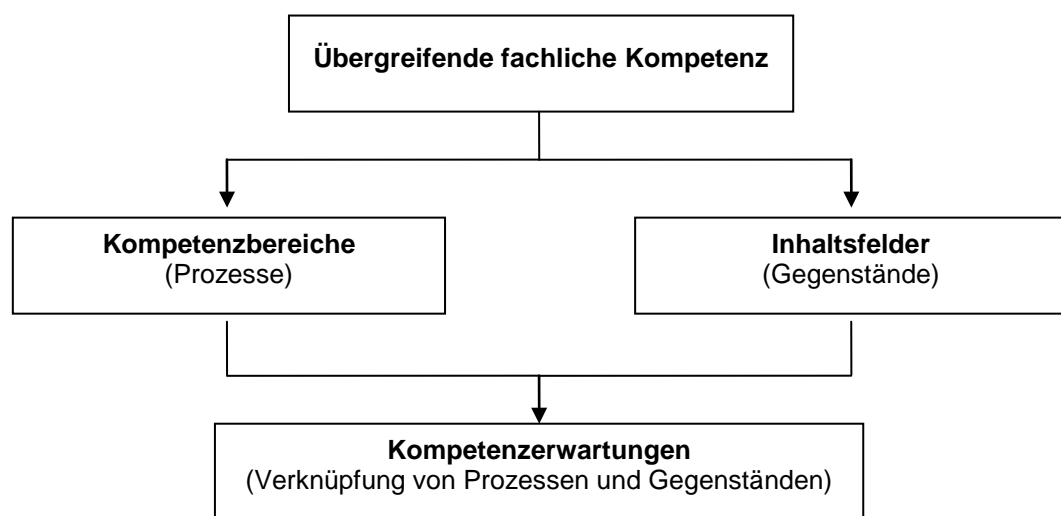 Übergreifende fachliche Kompetenz
Kompetenzbereiche
(Prozesse)
Inhaltsfelder
(Gegenstände)
Kompetenzerwartungen
(Verknüpfung von Prozessen und Gegenständen)